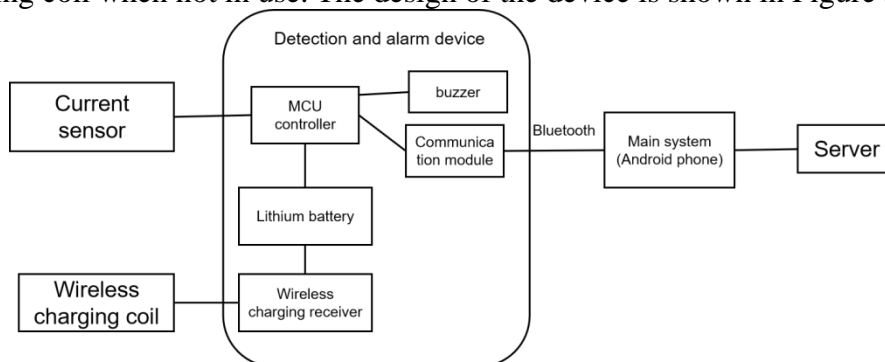 ing coil when not in use. The design of the device is shown in Figure
Detection and alarm device
Current
sensor
MCU
controller
buzzer
Communica
tion module
Bluetooth
Main system
(Android phone)
Server
Lithium battery
Wireless
charging coil
Wireless
charging receiver